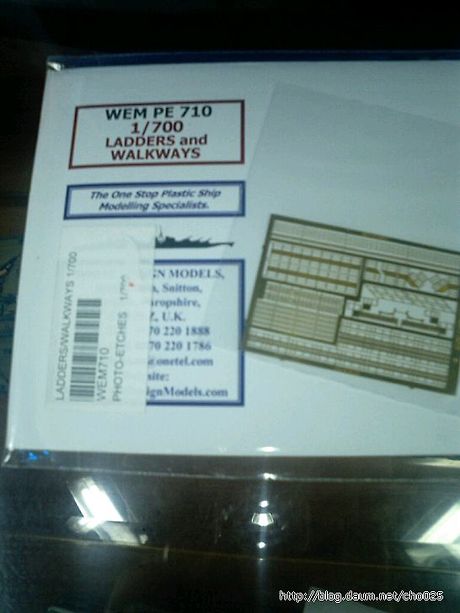 WEM PE 710
1/700
LADDERS and
WALKWAYS
The One Stop Plastic Ship
Modelling Specialists.
GN MODELS,
Snitton,
ropshire,
U.K.
70 220 1888
70 220 1786
onetel.com
site:
ignModels.com
LADDERS/WALKWAYS 1/700
WEM710
PHOTO-ETCHES 1/700
http://blog.daum.net/cho025